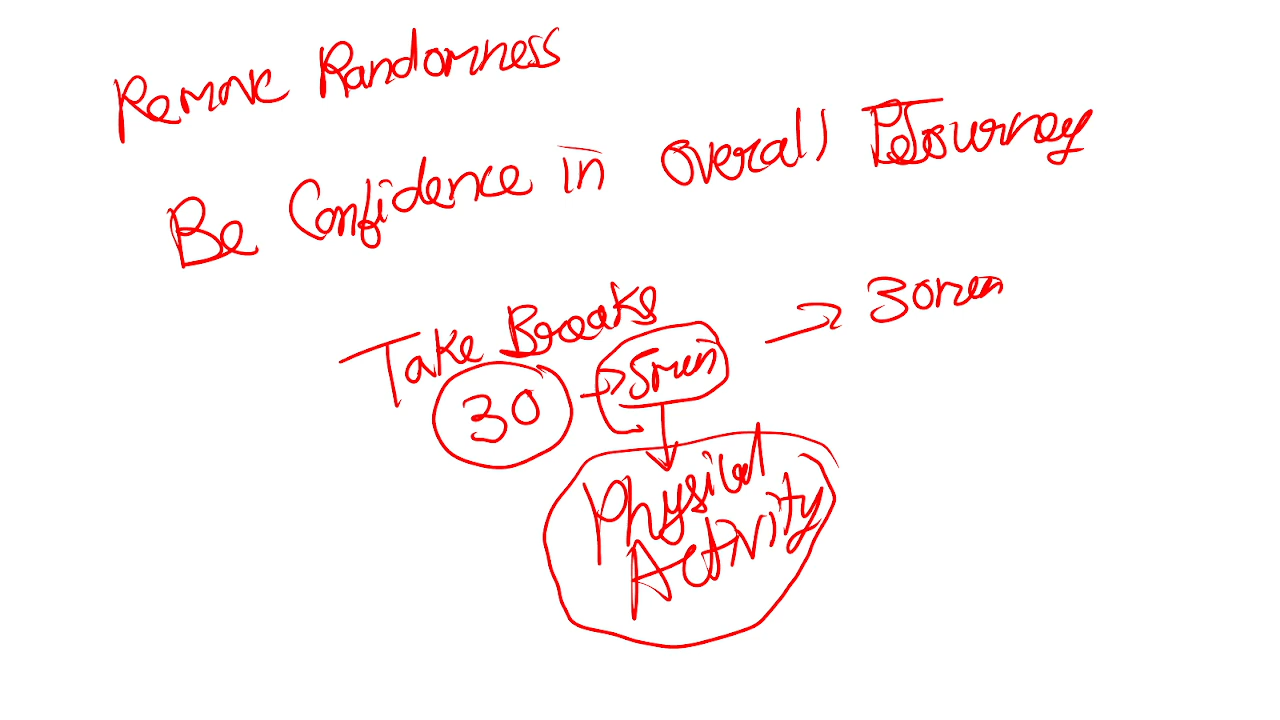 Remove Randomness
Be Confidence in overall Journey
Take Breaks
30 → 5min → 30min
Physical
Activity